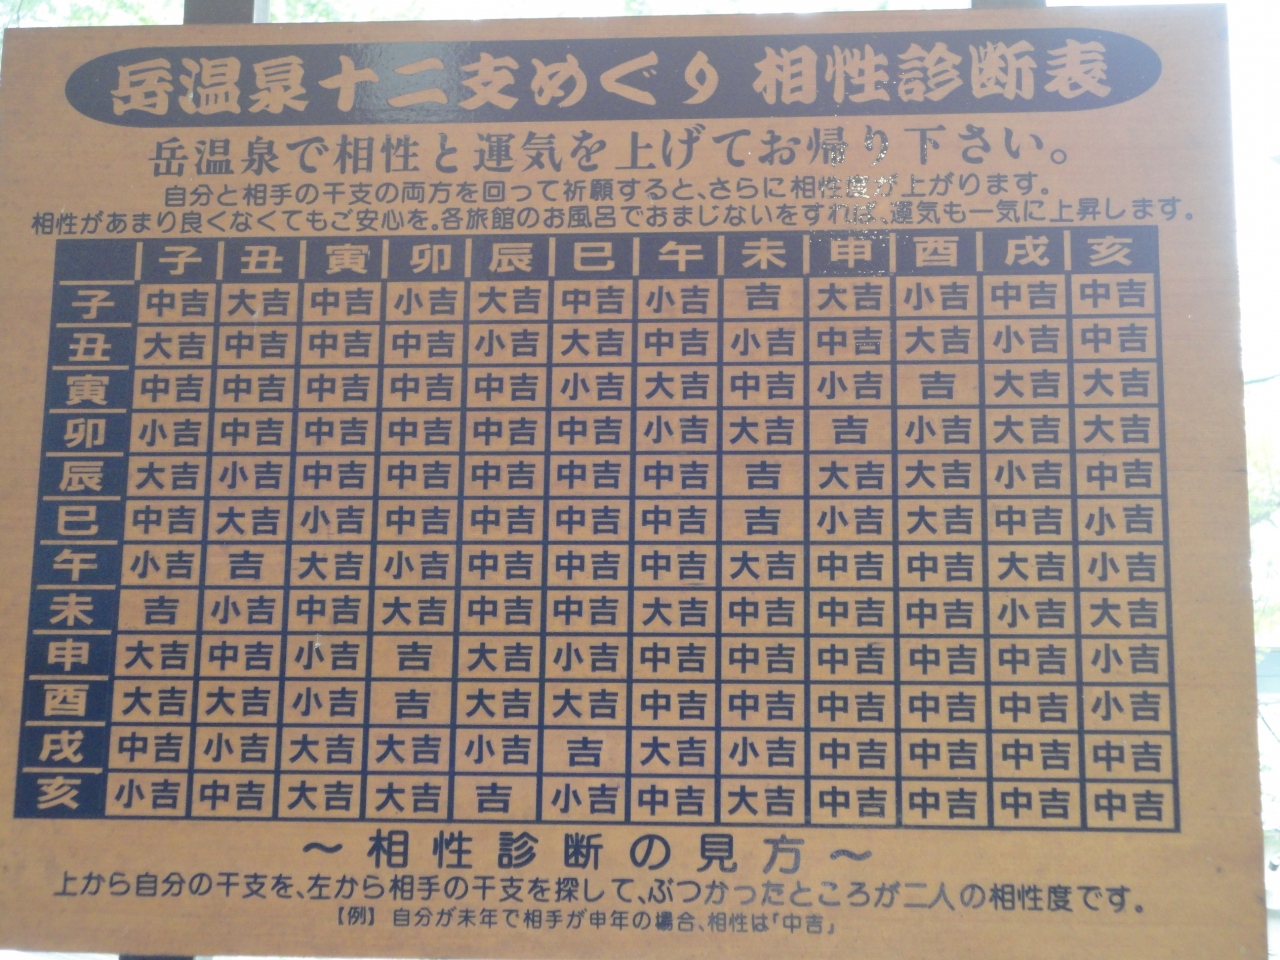 岳温泉十二支めぐり 相性診断表
岳温泉で相性と運気を上げてお帰り下さい。
自分と相手の干支の両方を回って祈願すると、さらに相性度が上がります。
相性があまり良くなくてもご安心を。各旅館のお風呂でおまじないをすれば、運気も一気に上昇します。
子 丑 寅 卯 辰 巳 午 未 申 酉 戌 亥
子 中吉 大吉 中吉 小吉 大吉 中吉 小吉 吉 大吉 小吉 中吉 中吉
丑 大吉 中吉 中吉 中吉 小吉 大吉 中吉 小吉 中吉 大吉 小吉 中吉
寅 中吉 中吉 中吉 中吉 中吉 小吉 大吉 中吉 小吉 吉 大吉 大吉
卯 小吉 中吉 中吉 中吉 中吉 中吉 小吉 大吉 吉 小吉 大吉 大吉
辰 大吉 小吉 中吉 中吉 中吉 中吉 中吉 吉 大吉 大吉 小吉 中吉
巳 中吉 大吉 小吉 中吉 中吉 中吉 中吉 吉 小吉 大吉 中吉 小吉
午 小吉 吉 大吉 小吉 中吉 中吉 中吉 大吉 中吉 中吉 大吉 小吉
未 吉 小吉 中吉 大吉 中吉 中吉 大吉 中吉 中吉 中吉 小吉 大吉
申 大吉 中吉 小吉 吉 大吉 小吉 中吉 中吉 中吉 中吉 中吉 小吉
酉 大吉 大吉 小吉 吉 大吉 大吉 中吉 中吉 中吉 中吉 中吉 小吉
戌 中吉 小吉 大吉 大吉 小吉 吉 大吉 小吉 中吉 中吉 中吉 中吉
亥 小吉 中吉 大吉 大吉 吉 小吉 中吉 大吉 中吉 中吉 中吉 中吉
～相性診断の見方～
上から自分の干支を、左から相手の干支を探して、ぶつかったところが二人の相性度です。
【例】 自分が未年で相手が申年の場合、相性は「中吉」